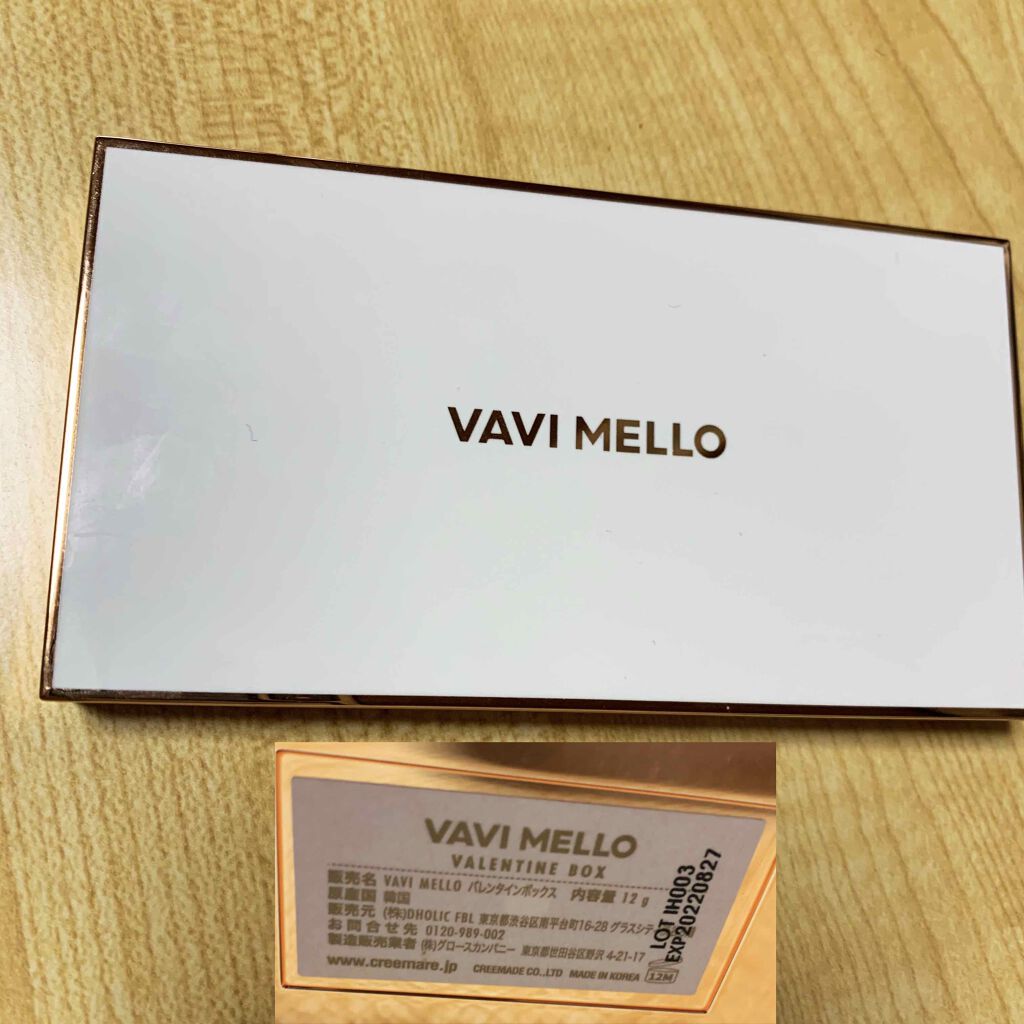 VAVI MELLO
VAVI MELLO
VALENTINE BOX
販売名 VAVI MELLO バレンタインボックス 内容量 12g
原産国 韓国
販売元 (株)DHOLIC FBL 東京都渋谷区南平台町16-28 グラスシテ
お問合せ先 0120-989-002
製造販売業者 (株)グロースカンパニー 東京都世田谷区野沢 4-21-17
www.creemare.jp CREEMADE CO.,LTD MADE IN KOREA 12M
LOT IH003
EXP20220827